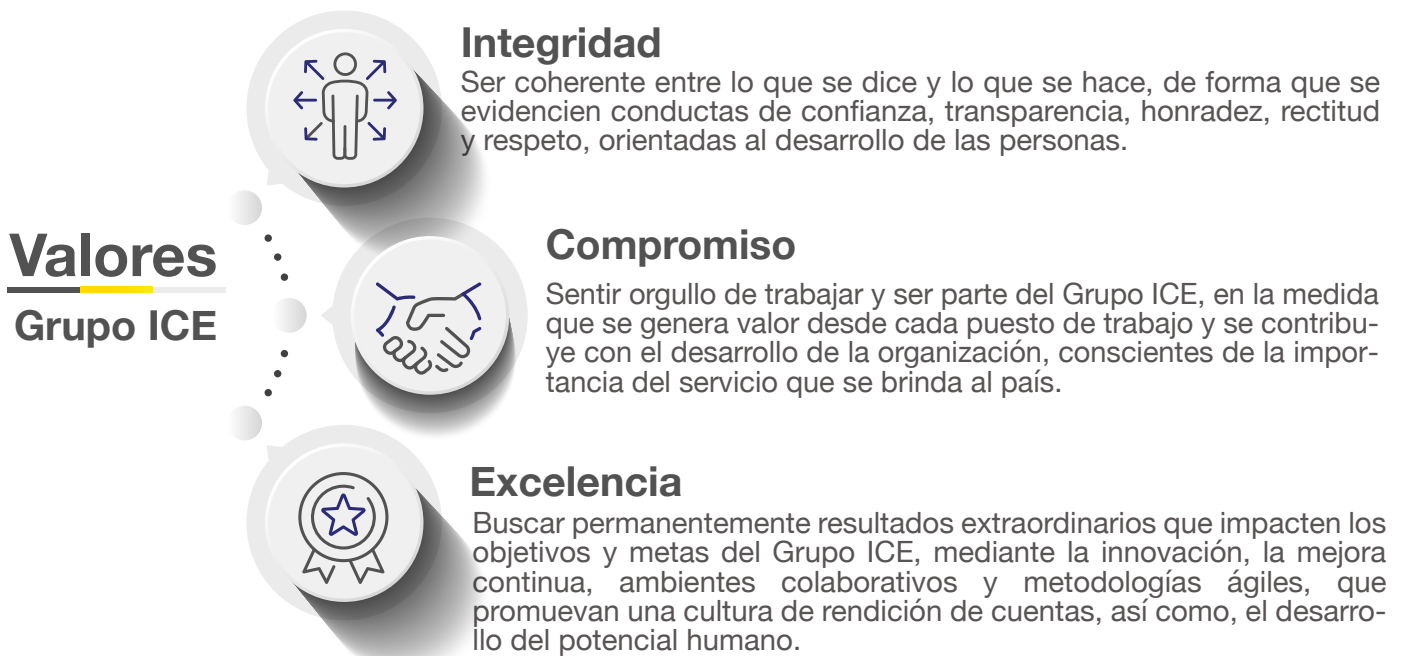 Valores
Grupo ICE
Integridad
Ser coherente entre lo que se dice y lo que se hace, de forma que se
evidencien conductas de confianza, transparencia, honradez, rectitud
y respeto, orientadas al desarrollo de las personas.
Compromiso
Sentir orgullo de trabajar y ser parte del Grupo ICE, en la medida
que se genera valor desde cada puesto de trabajo y se contribu-
ye con el desarrollo de la organización, conscientes de la impor-
tancia del servicio que se brinda al país.
Excelencia
Buscar permanentemente resultados extraordinarios que impacten los
objetivos y metas del Grupo ICE, mediante la innovación, la mejora
continua, ambientes colaborativos y metodologías ágiles, que
promuevan una cultura de rendición de cuentas, así como, el desarro-
llo del potencial humano.